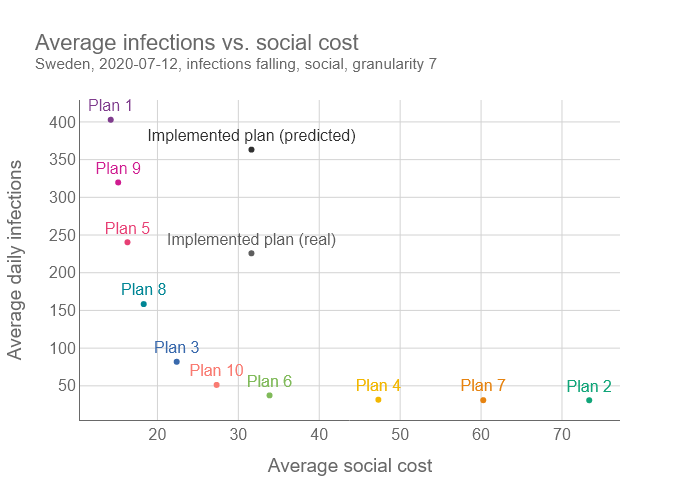 Average infections vs. social cost
Sweden, 2020-07-12, infections falling, social, granularity 7
Average daily infections
400
350
300
250
200
150
100
50
Plan 1
Implemented plan (predicted)
Plan 9
Plan 5
Implemented plan (real)
Plan 8
Plan 3
Plan 10
Plan 6
Plan 4
Plan 7
Plan 2
20
30
40
50
60
70
Average social cost